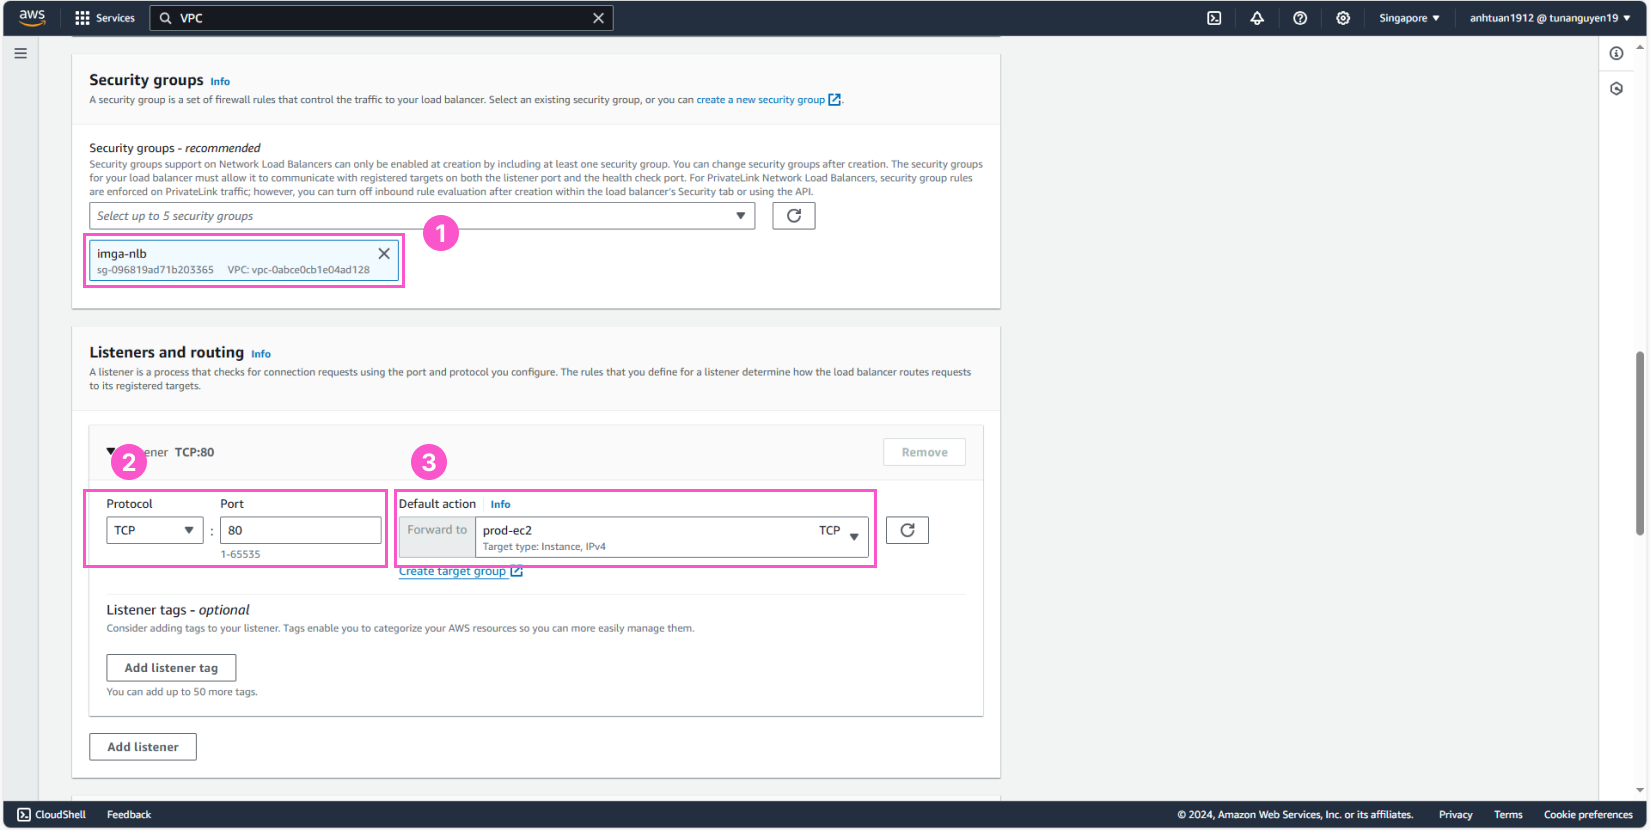 aws Services VPC Singapore anhtuan1912 @ tunanguyen19
Security groups Info
A security group is a set of firewall rules that control the traffic to your load balancer. Select an existing security group, or you can create a new security group.
Security groups - recommended
Security groups support on Network Load Balancers can only be enabled at creation by including at least one security group. You can change security groups after creation. The security groups
for your load balancer must allow it to communicate with registered targets on both the listener port and the health check port. For PrivateLink Network Load Balancers, security group rules
are enforced on PrivateLink traffic; however, you can turn off inbound rule evaluation after creation within the load balancer's Security tab or using the API.
Select up to 5 security groups
1
imga-nlb
sg-096819ad71b203365 VPC: vpc-0abce0cb1e04ad128
Listeners and routing Info
A listener is a process that checks for connection requests using the port and protocol you configure. The rules that you define for a listener determine how the load balancer routes requests
to its registered targets.
2 ener TCP:80 3 Remove
Protocol Port Default action Info
TCP : 80 Forward to prod-ec2 TCP
Target type: Instance, IPv4
1-65535
Create target group
Listener tags - optional
Consider adding tags to your listener. Tags enable you to categorize your AWS resources so you can more easily manage them.
Add listener tag
You can add up to 50 more tags.
Add listener
CloudShell Feedback © 2024, Amazon Web Services, Inc. or its affiliates. Privacy Terms Cookie preferences